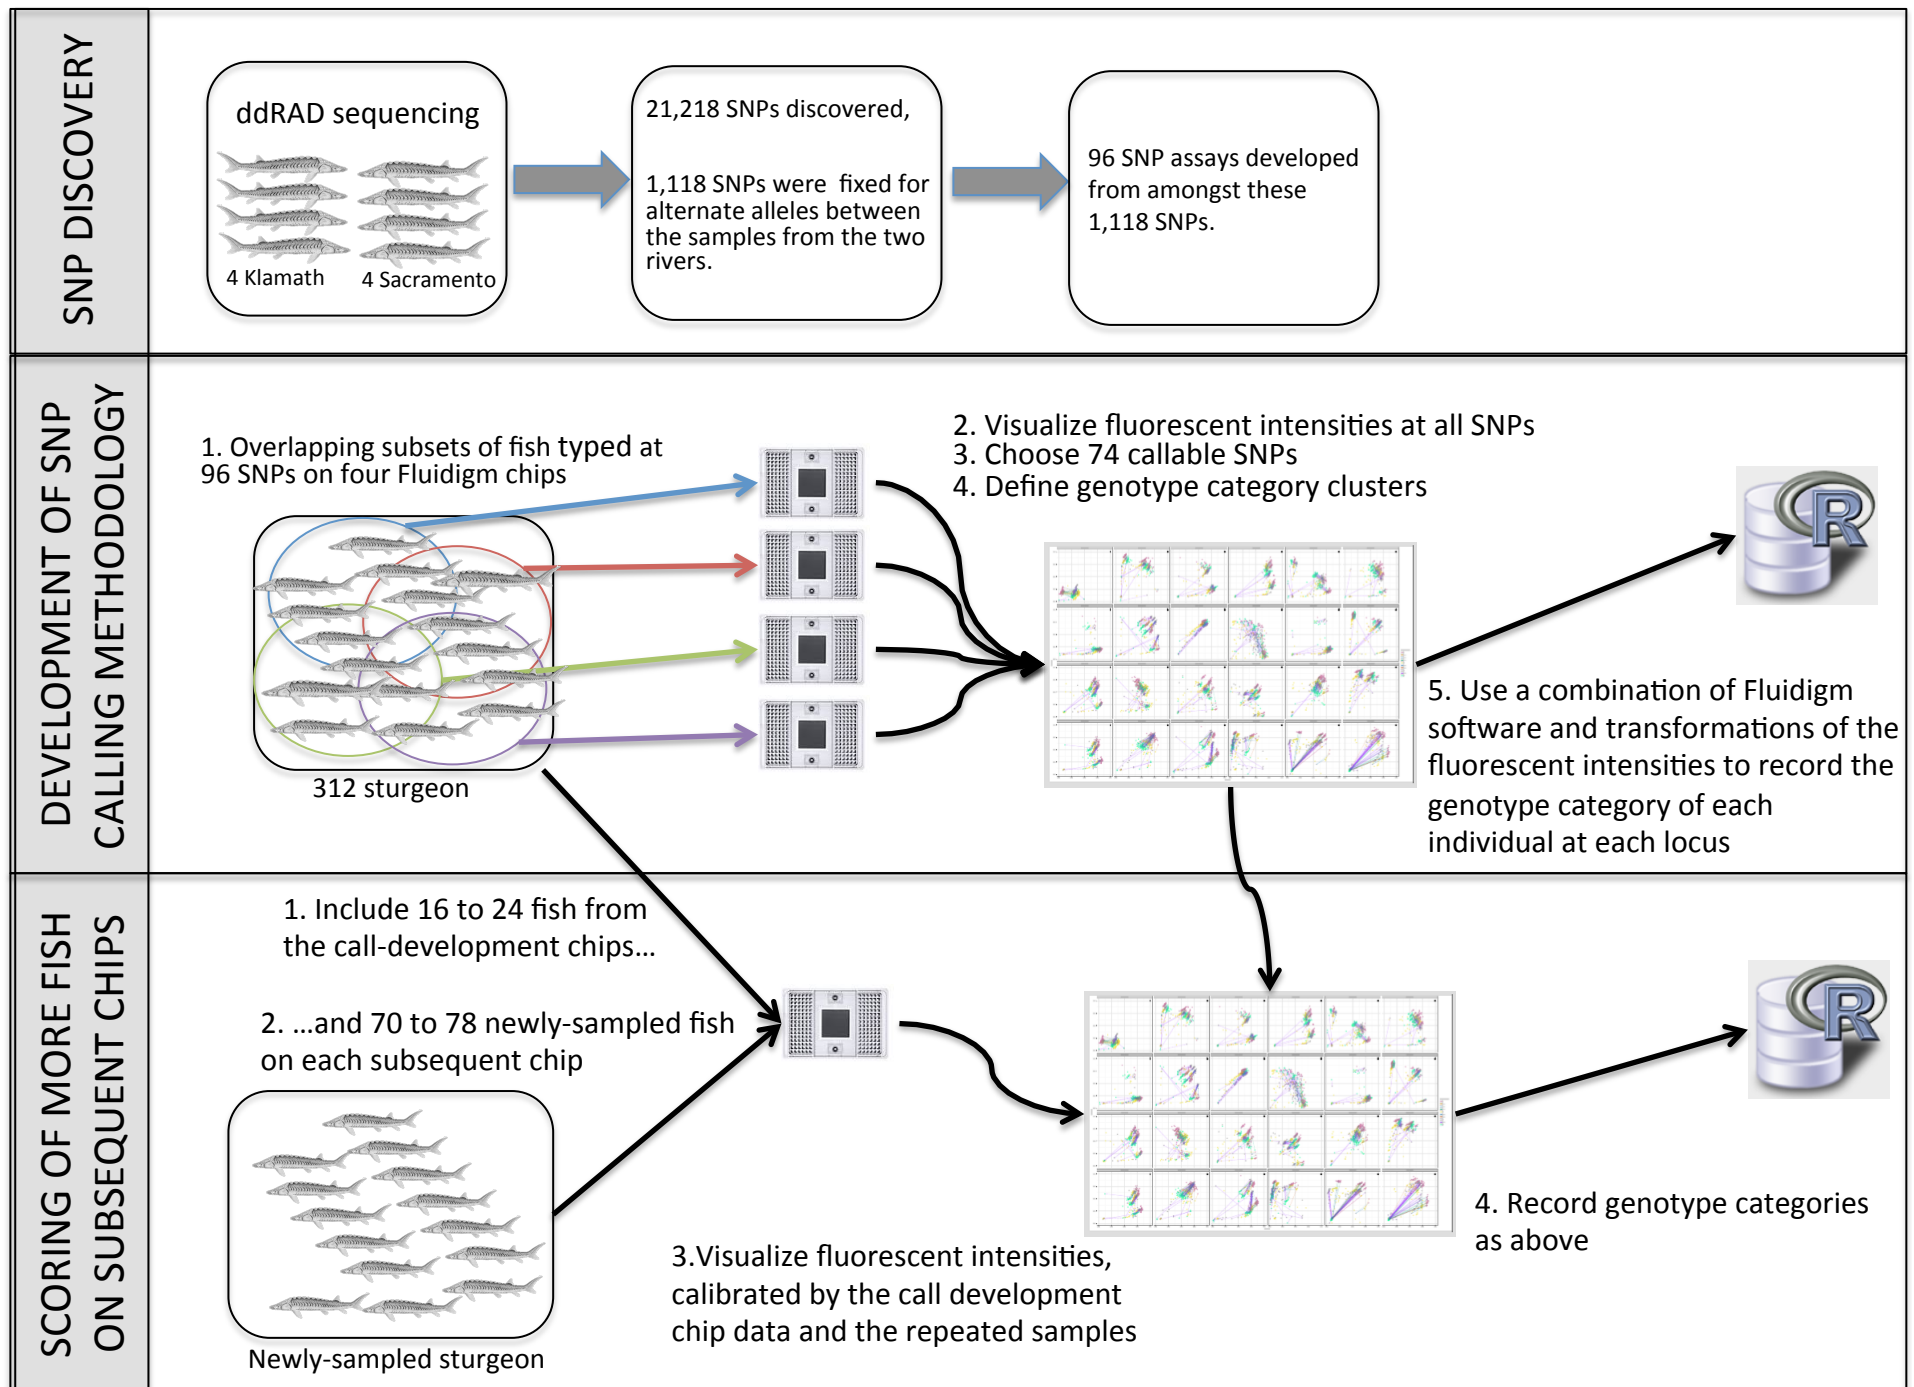 SNP DISCOVERY
ddRAD sequencing
4 Klamath
4 Sacramento
21,218 SNPs discovered,
1,118 SNPs were fixed for
alternate alleles between
the samples from the two
rivers.
96 SNP assays developed
from amongst these
1,118 SNPs.
DEVELOPMENT OF SNP
CALLING METHODOLOGY
1. Overlapping subsets of fish typed at
96 SNPs on four Fluidigm chips
312 sturgeon
2. Visualize fluorescent intensities at all SNPs
3. Choose 74 callable SNPs
4. Define genotype category clusters
R
5. Use a combination of Fluidigm
software and transformations of the
fluorescent intensities to record the
genotype category of each
individual at each locus
SCORING OF MORE FISH
ON SUBSEQUENT CHIPS
1. Include 16 to 24 fish from
the call-development chips...
2. ...and 70 to 78 newly-sampled fish
on each subsequent chip
Newly-sampled sturgeon
3.Visualize fluorescent intensities,
calibrated by the call development
chip data and the repeated samples
R
4. Record genotype categories
as above